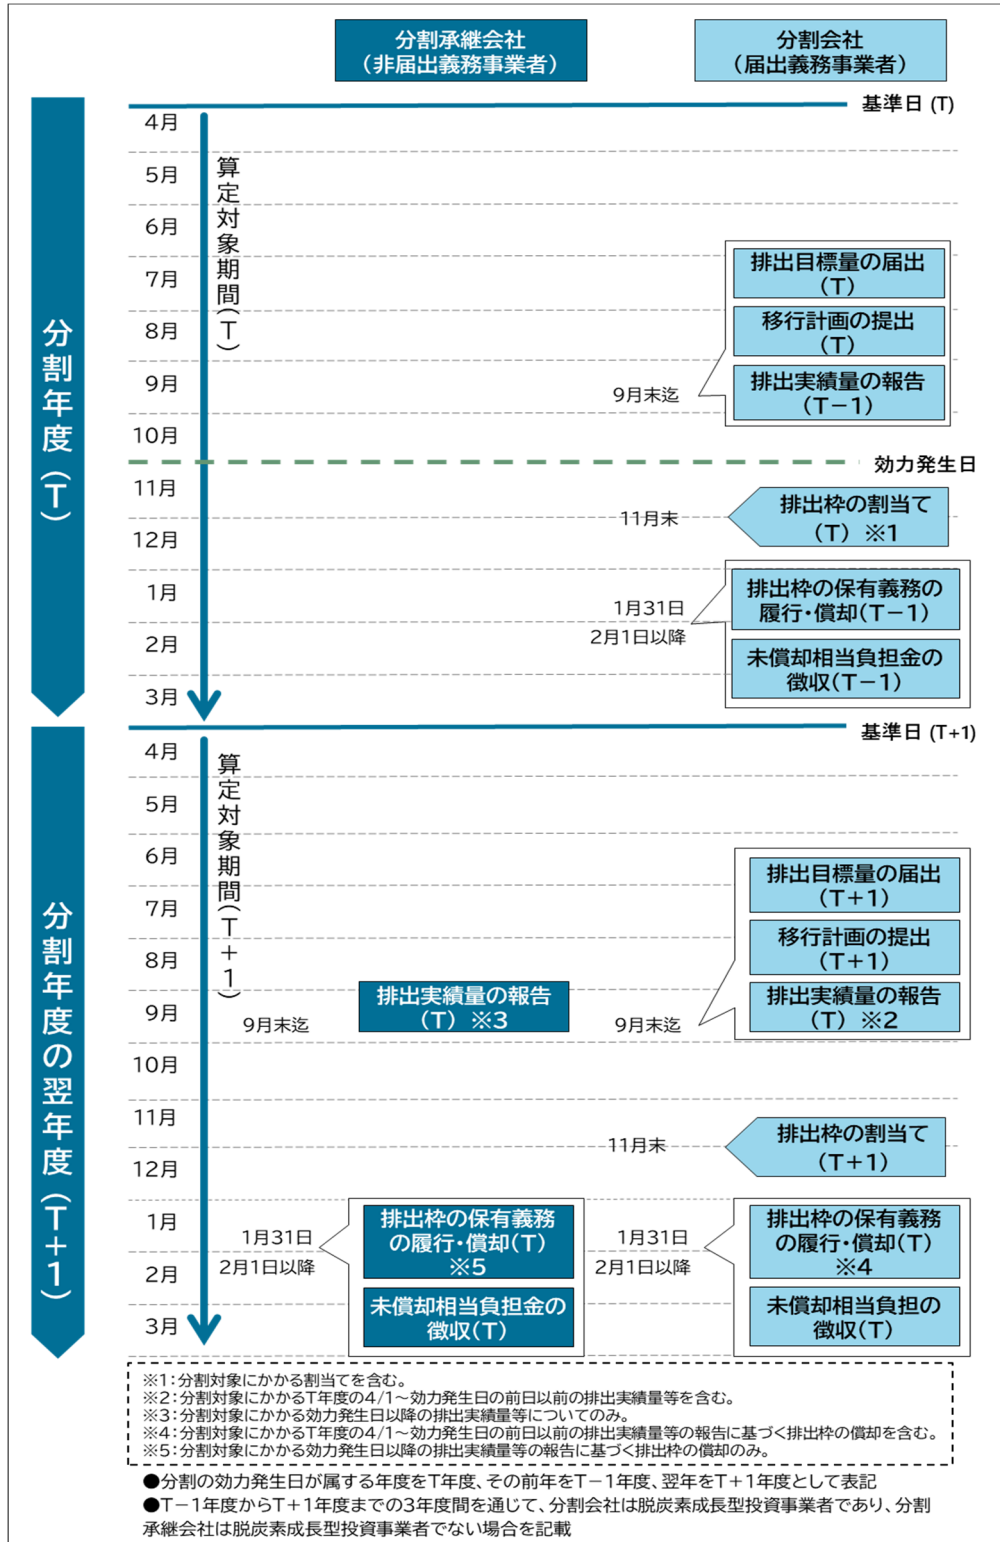 分割承継会社
（非届出義務事業者）
分割会社
（届出義務事業者）
基準日 (T)
分割年度（T）
算定対象期間（T）
4月
5月
6月
7月
8月
9月
10月
11月
12月
1月
2月
3月
排出目標量の届出
（T）
移行計画の提出
（T）
排出実績量の報告
（T－1）
9月末迄
効力発生日
排出枠の割当て
（T）※1
11月末
排出枠の保有義務の
履行・償却（T－1）
1月31日
2月1日以降
未償却相当負担金の
徴収（T－1）
基準日 (T+1)
分割年度の翌年度（T＋1）
算定対象期間（T＋1）
4月
5月
6月
7月
8月
9月
10月
11月
12月
1月
2月
3月
排出目標量の届出
（T＋1）
移行計画の提出
（T＋1）
排出実績量の報告
（T）※3
9月末迄
排出実績量の報告
（T）※2
9月末迄
排出枠の割当て
（T＋1）
11月末
排出枠の保有義務
の履行・償却（T）
※5
1月31日
2月1日以降
未償却相当負担金の
徴収（T）
排出枠の保有義務
の履行・償却（T）
※4
1月31日
2月1日以降
未償却相当負担の
徴収（T）
※1：分割対象にかかる割当てを含む。
※2：分割対象にかかるT年度の4/1～効力発生日の前日以前の排出実績量等を含む。
※3：分割対象にかかる効力発生日以降の排出実績量等についてのみ。
※4：分割対象にかかるT年度の4/1～効力発生日の前日以前の排出実績量等の報告に基づく排出枠の償却を含む。
※5：分割対象にかかる効力発生日以降の排出実績量等の報告に基づく排出枠の償却のみ。
●分割の効力発生日が属する年度をT年度、その前年をT－1年度、翌年をT＋1年度として表記
●T－1年度からT＋1年度までの3年度間を通じて、分割会社は脱炭素成長型投資事業者であり、分割
承継会社は脱炭素成長型投資事業者でない場合を記載